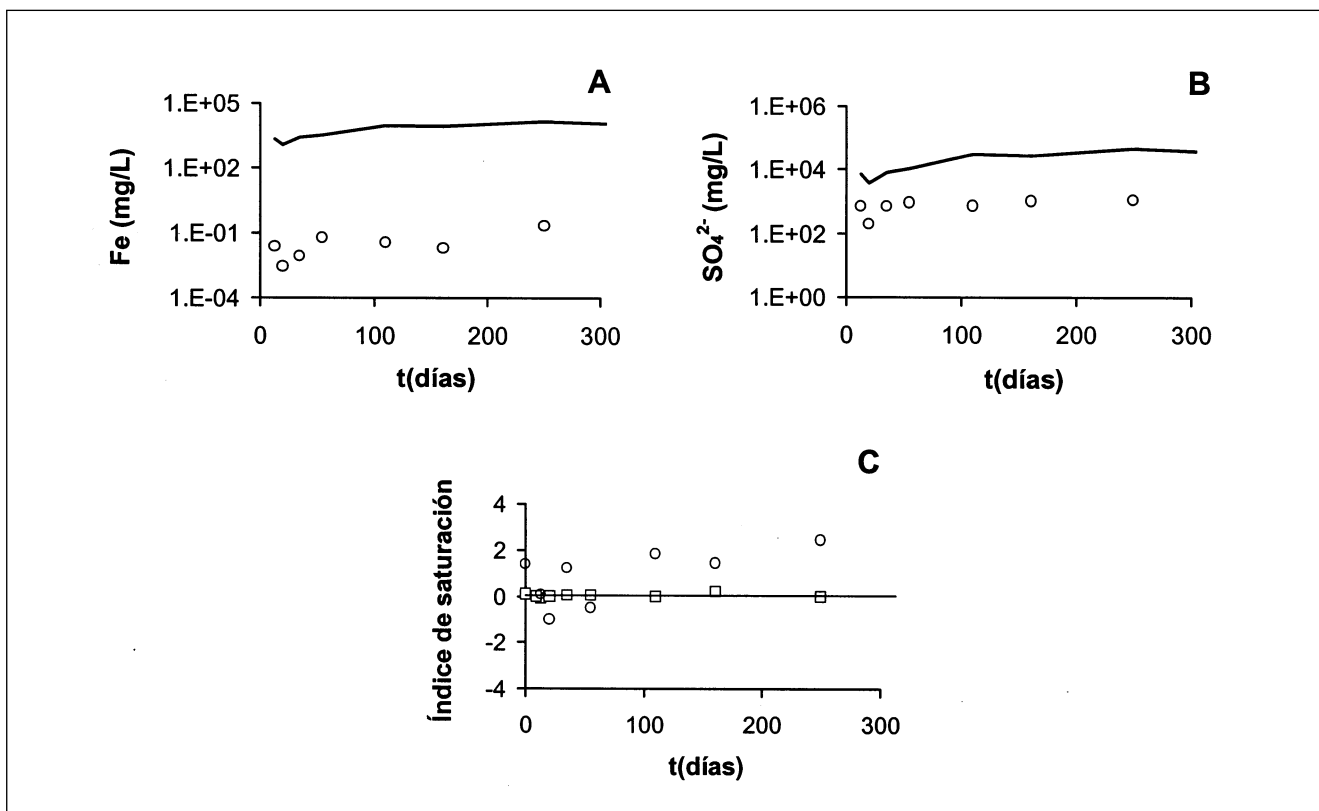 A
1.E+05
1.E+02
1.E-01
1.E-04
Fe (mg/L)
0 100 200 300
t(días)
B
1.E+06
1.E+04
1.E+02
1.E+00
SO₄²⁻ (mg/L)
0 100 200 300
t(días)
C
4
2
0
-2
-4
Índice de saturación
0 100 200 300
t(días)